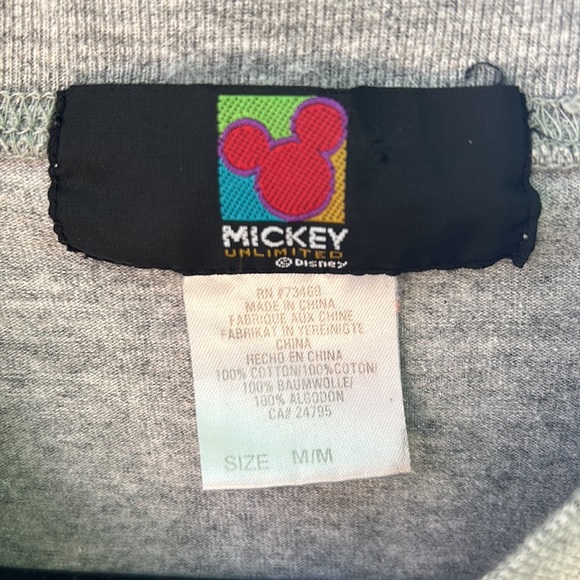 MICKEY
UNLIMITED
© Disney
RN #73469
MADE IN CHINA
FABRIQUE AUX CHINE
FABRIKAT IN VEREINIGTE
CHINA
HECHO EN CHINA
100% COTTON/100%COTON/
100% BAUMWOLLE/
100% ALGODON
CA# 24795
SIZE M/M